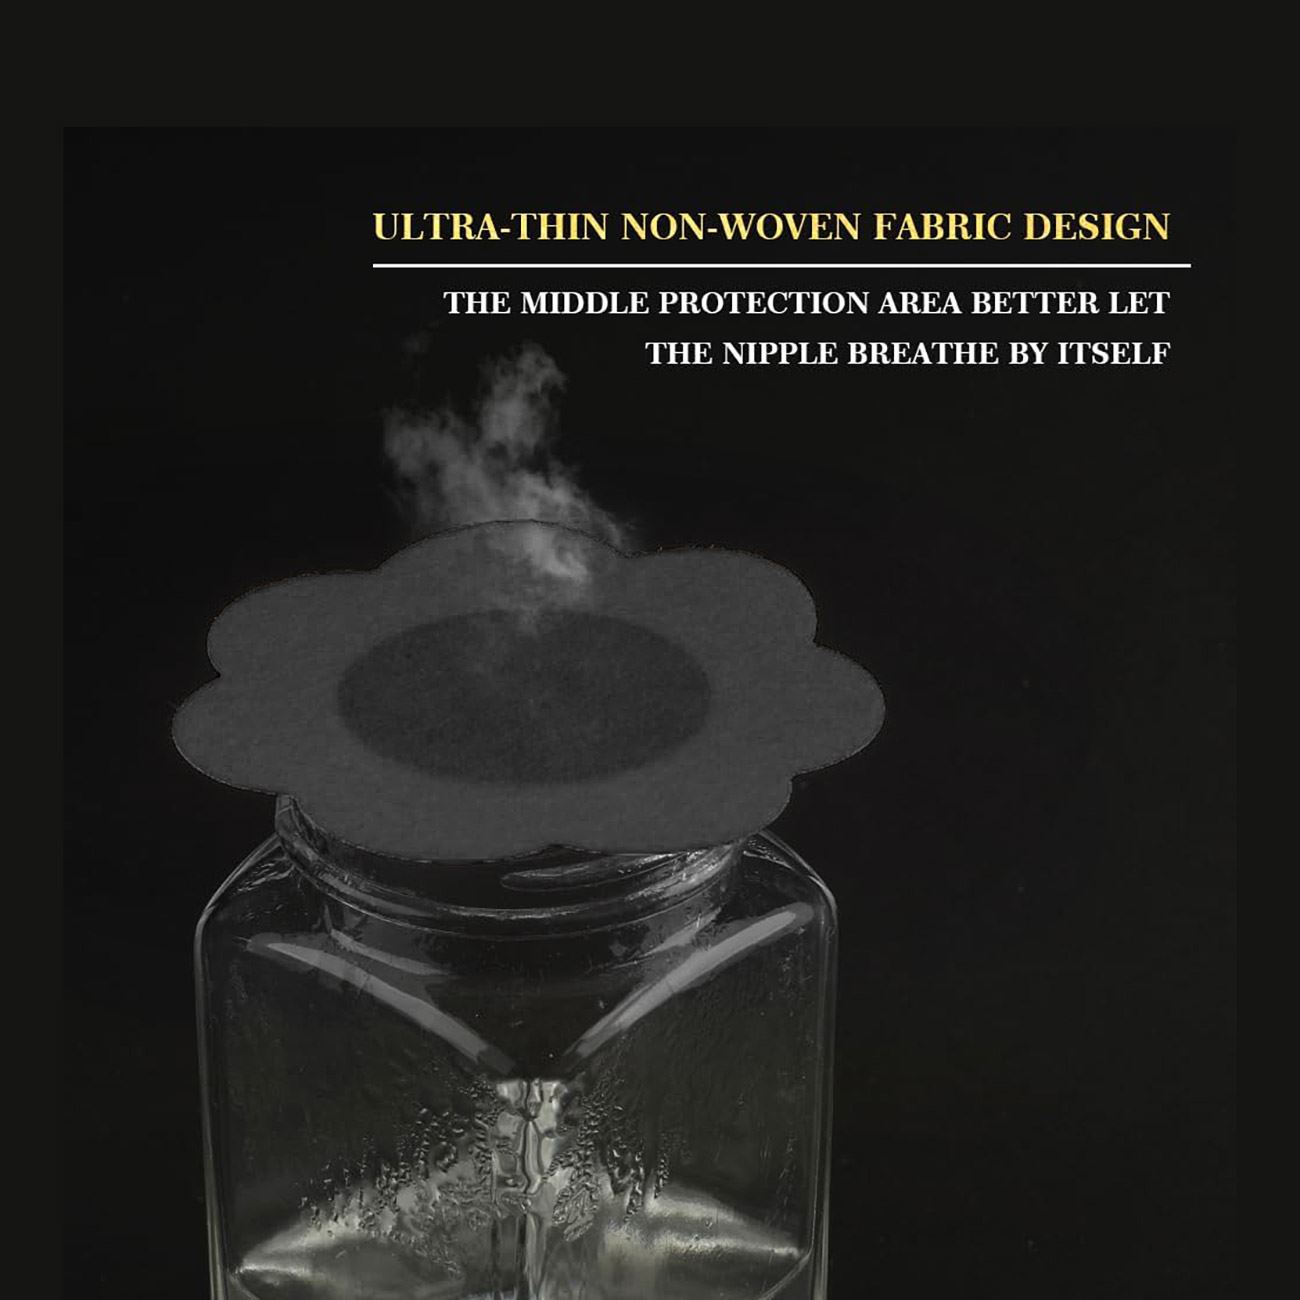 ULTRA-THIN NON-WOVEN FABRIC DESIGN
THE MIDDLE PROTECTION AREA BETTER LET
THE NIPPLE BREATHE BY ITSELF